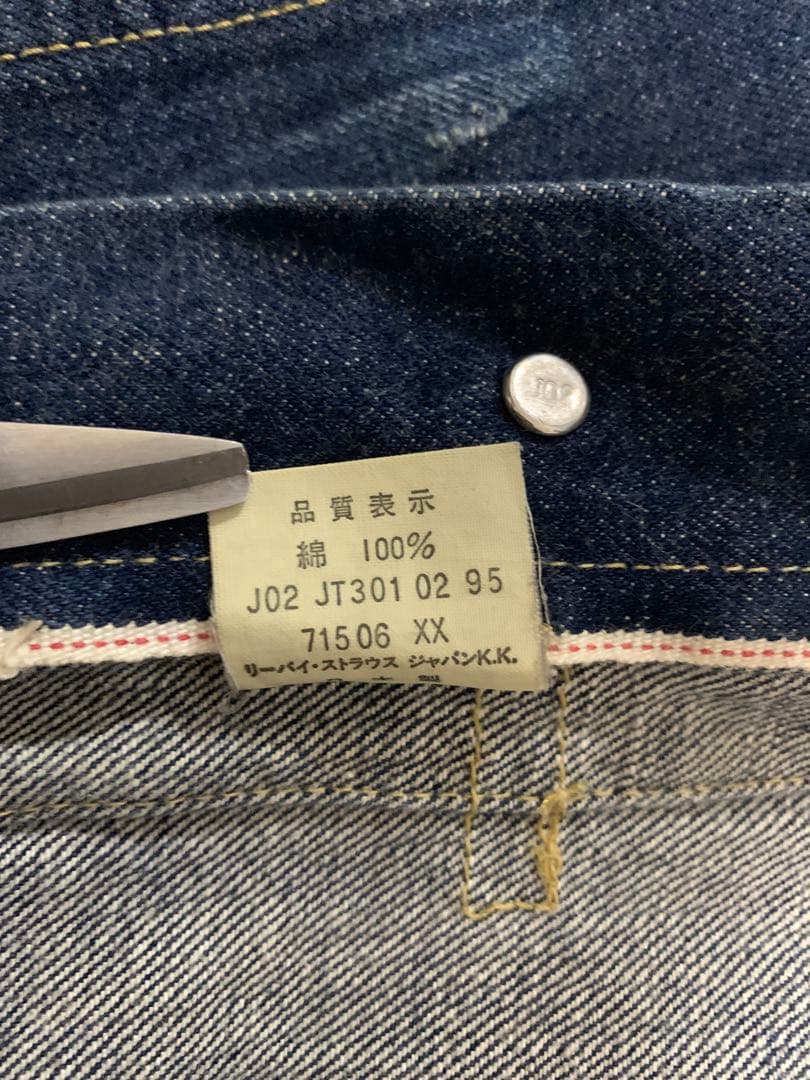 J02
品質表示
綿 100%
J02 JT301 02 95
71506 XX
リーバイ・ストラウス ジャパンK.K.